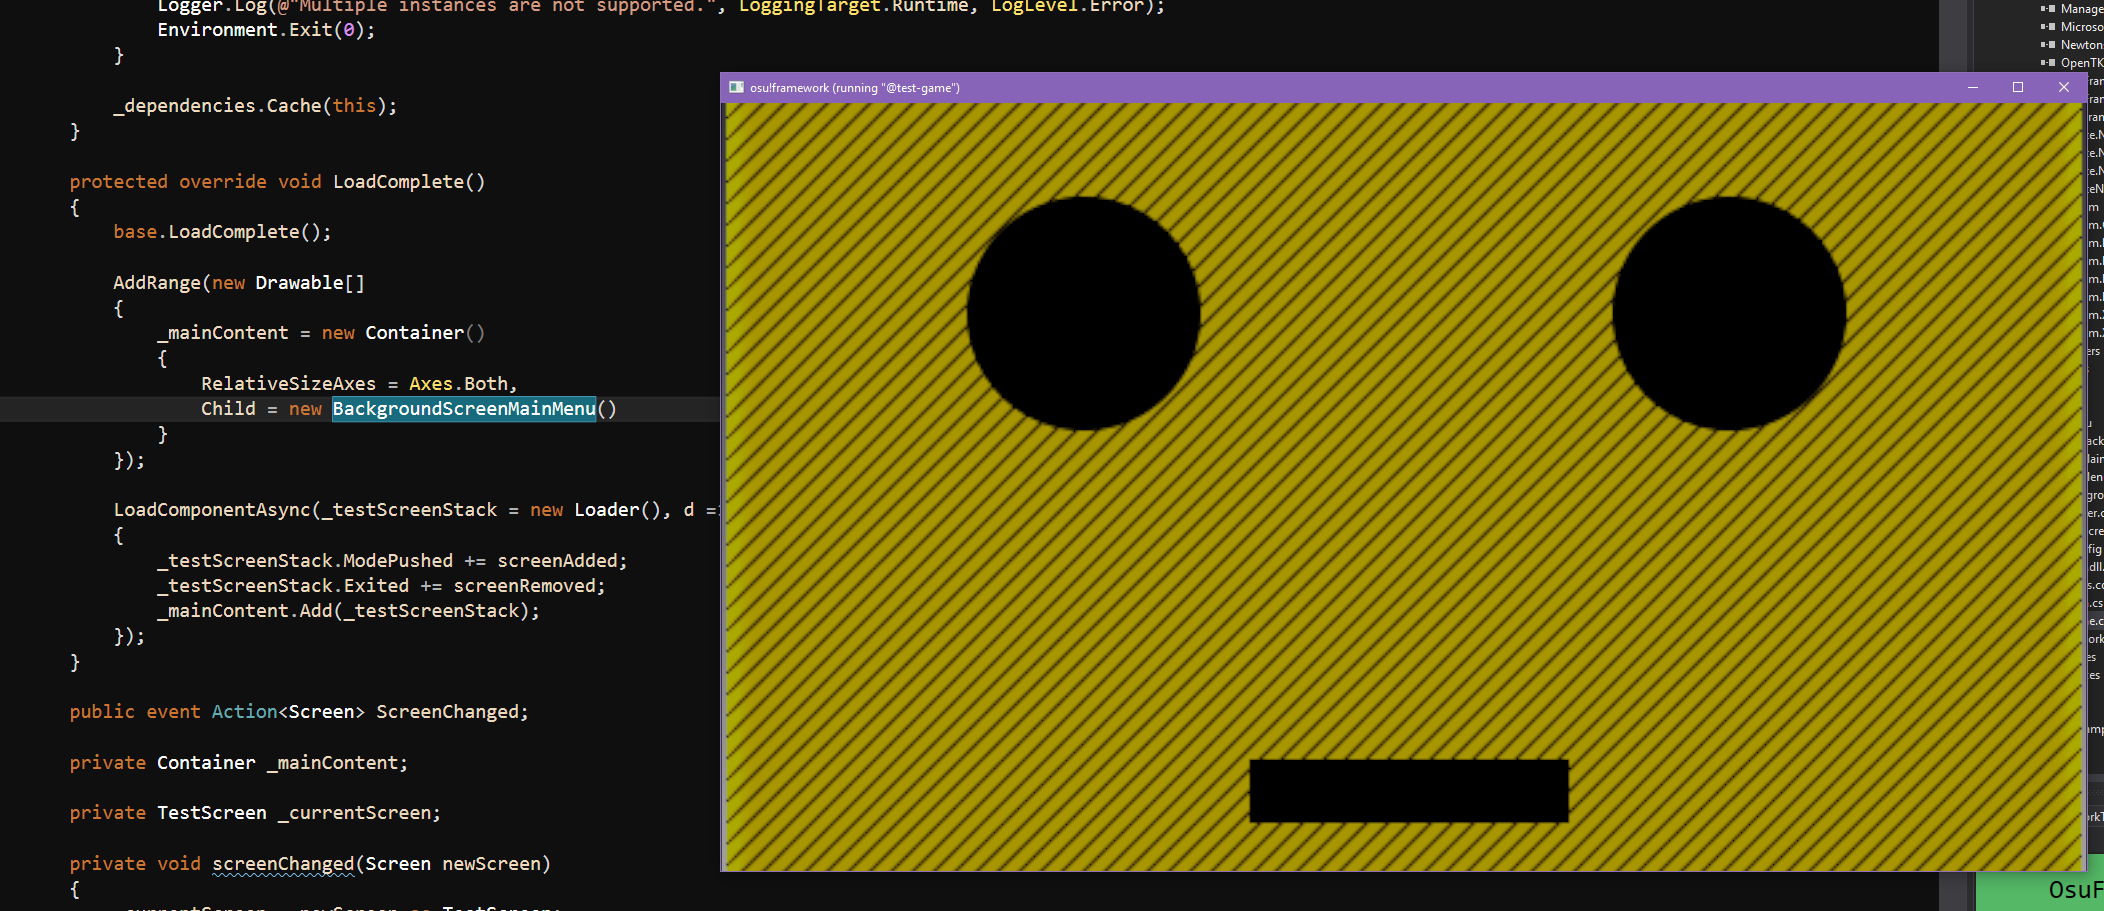 Logger.Log(@"Multiple instances are not supported.", LoggingTarget.Runtime, LogLevel.Error);
Environment.Exit(0);
}
_dependencies.Cache(this);
}
protected override void LoadComplete()
{
base.LoadComplete();
AddRange(new Drawable[]
{
_mainContent = new Container()
{
RelativeSizeAxes = Axes.Both,
Child = new BackgroundScreenMainMenu()
}
});
LoadComponentAsync(_testScreenStack = new Loader(), d =
{
_testScreenStack.ModePushed += screenAdded;
_testScreenStack.Exited += screenRemoved;
_mainContent.Add(_testScreenStack);
});
}
public event Action<Screen> ScreenChanged;
private Container _mainContent;
private TestScreen _currentScreen;
private void screenChanged(Screen newScreen)
{
osu!framework (running "@test-game")
Manage
Microso
Newton
OpenTK
OsuF